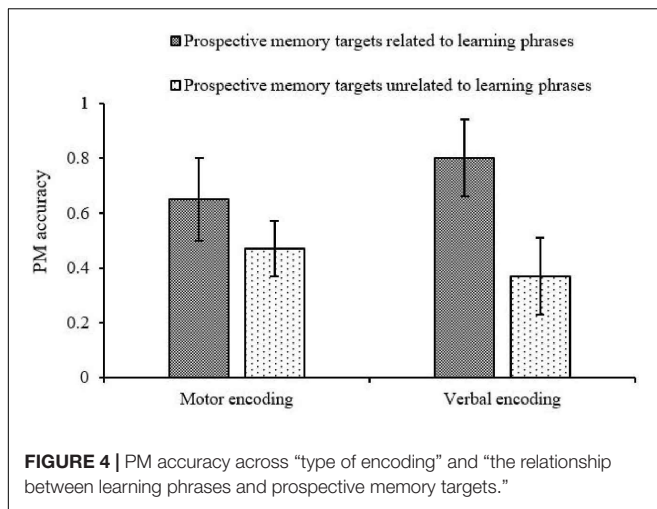 Prospective memory targets related to learning phrases
Prospective memory targets unrelated to learning phrases
1
0.8
0.6
0.4
0.2
0
PM accuracy
Motor encoding
Verbal encoding
FIGURE 4 | PM accuracy across “type of encoding” and “the relationship
between learning phrases and prospective memory targets.”